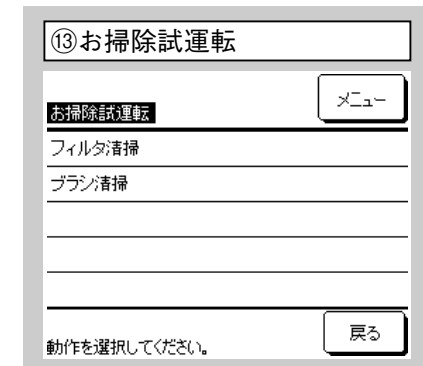 ⑬お掃除試運転
メニュー
お掃除試運転
フィルタ清掃
ブラシ清掃
動作を選択してください。
戻る